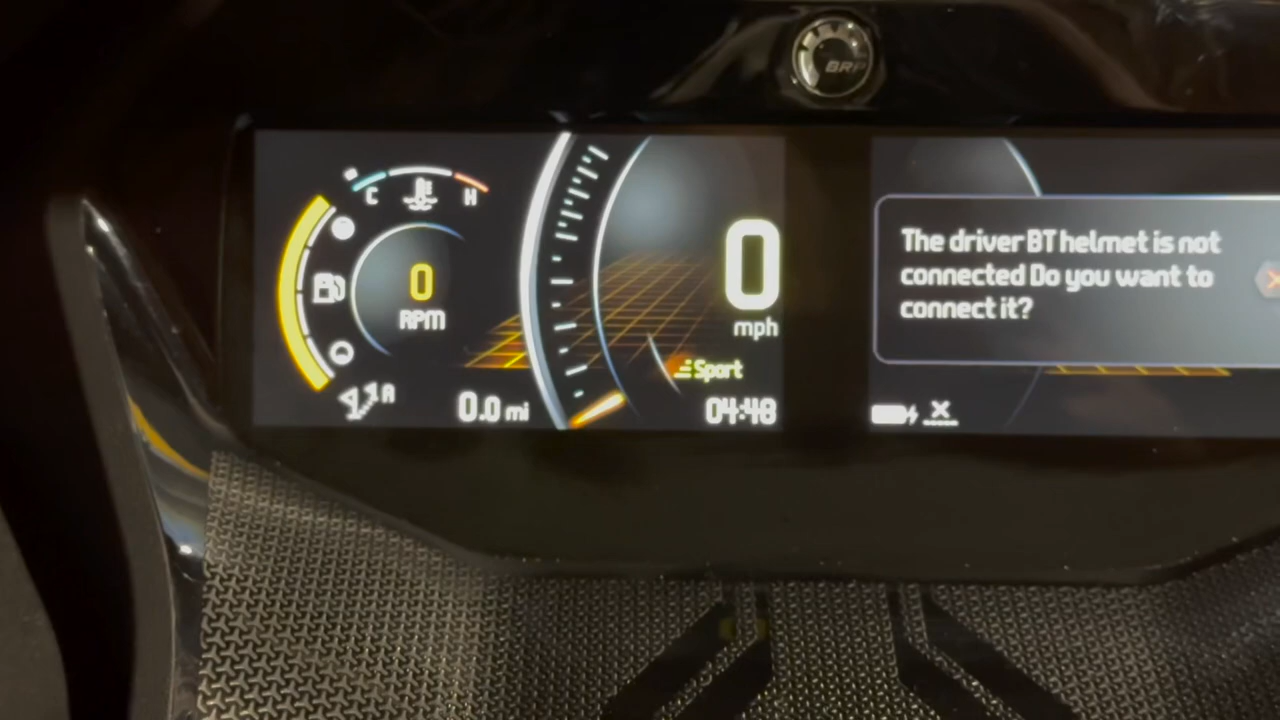 BRP
C H
0
RPM
A
0.0 mi
0
mph
Sport
04:48
The driver BT helmet is not
connected Do you want to
connect it?